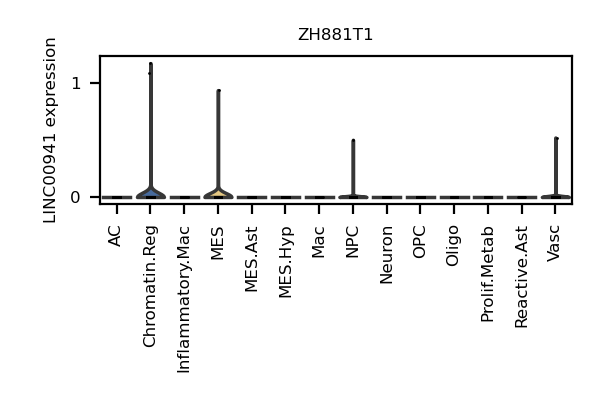 ZH881T1
LINC00941 expression
1
0
AC
Chromatin.Reg
Inflammatory.Mac
MES
MES.Ast
MES.Hyp
Mac
NPC
Neuron
OPC
Oligo
Prolif.Metab
Reactive.Ast
Vasc